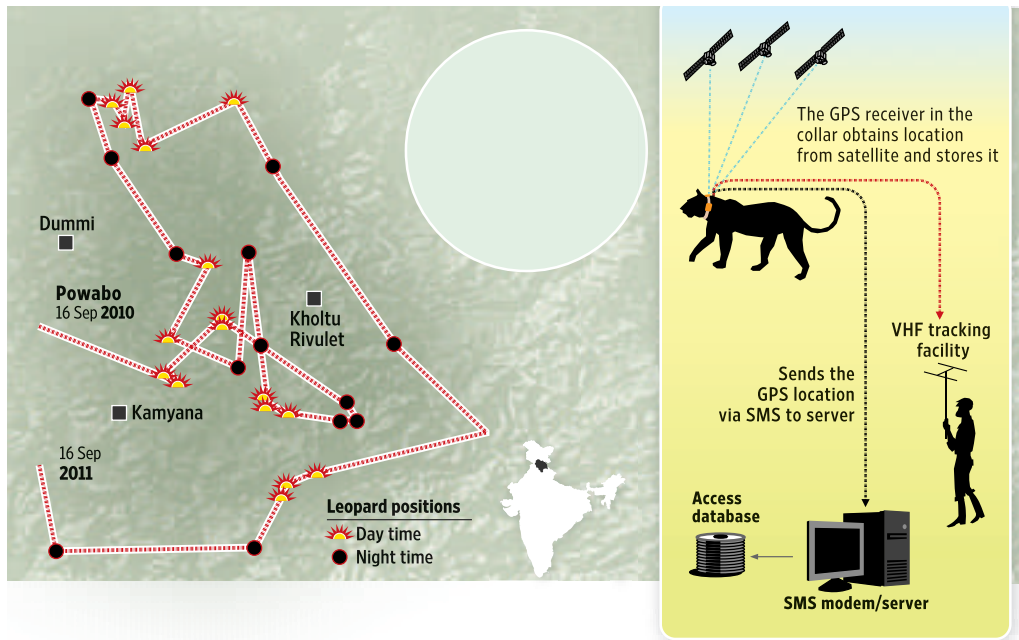 Dummi
Powabo
16 Sep 2010
Kholtu
Rivulet
Kamyana
16 Sep
2011
Leopard positions
Day time
Night time
The GPS receiver in the
collar obtains location
from satellite and stores it
VHF tracking
facility
Sends the
GPS location
via SMS to server
Access
database
SMS modem/server